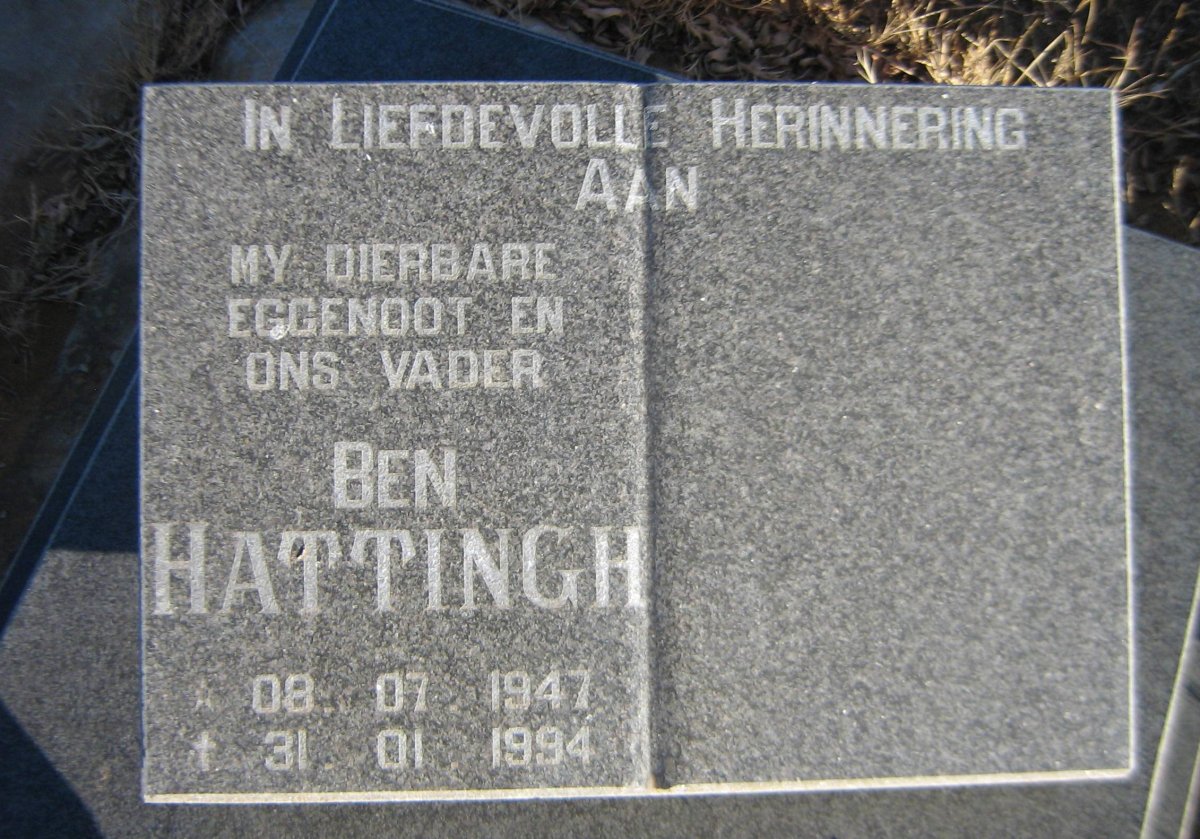 IN LIEFDEVOLLE HERINNERING
AAN
MY DIERBARE
EGGENOOT EN
ONS VADER
BEN
HATTINGH
☆ 08. 07. 1947
† 31. 01. 1994